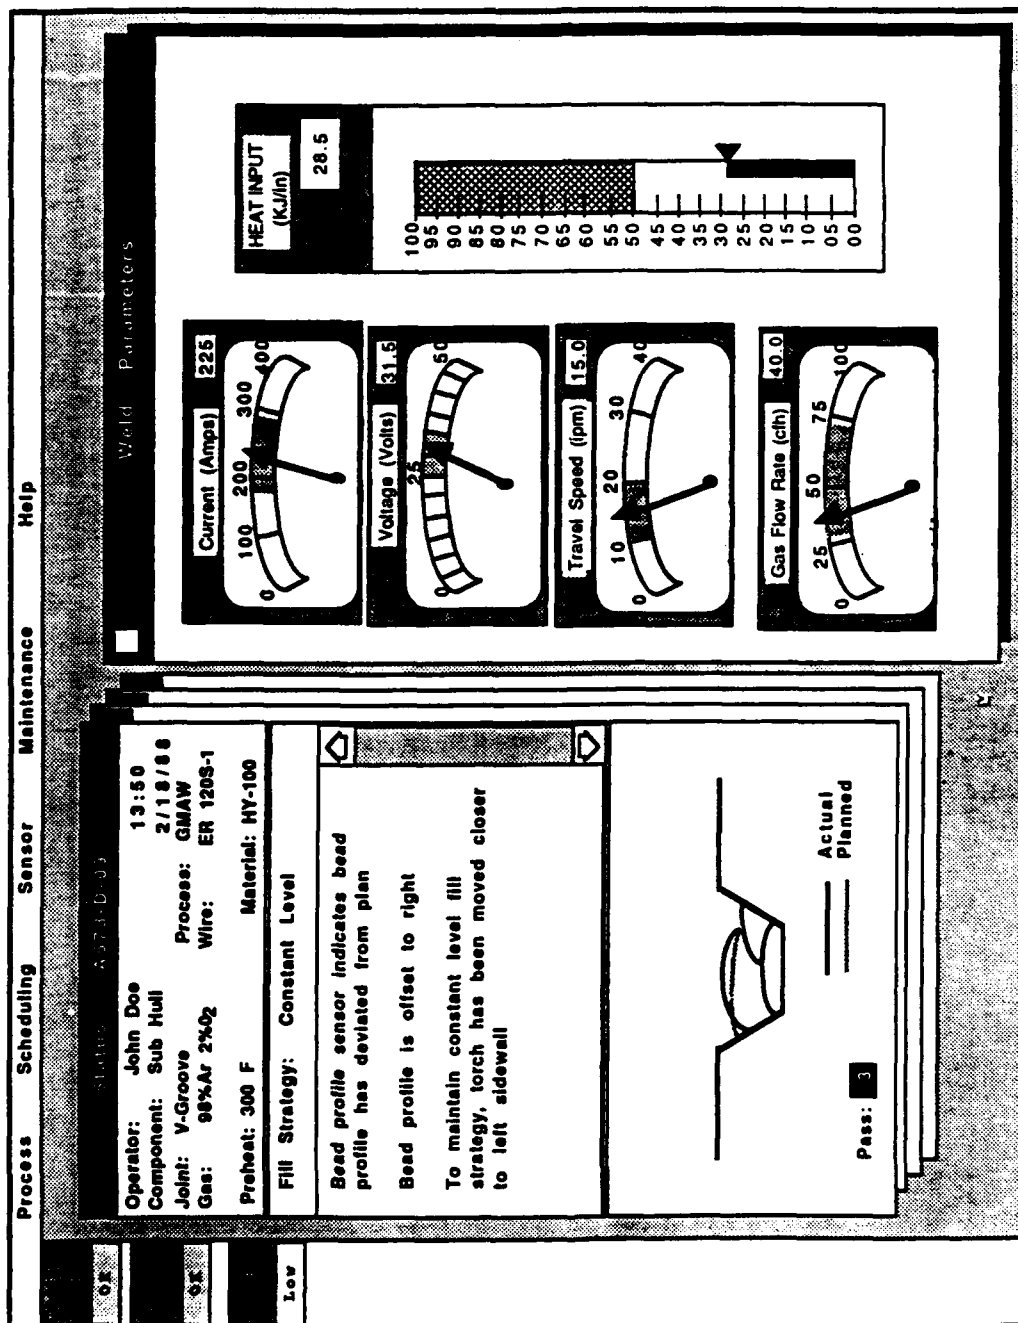 Process Scheduling Sensor Maintenance Help
OK
OK
Low
Status A573-D-03
Operator: John Doe 13:50
Component: Sub Hull 2/18/88
Joint: V-Groove Process: GMAW
Gas: 98%Ar 2%O2 Wire: ER 120S-1
Preheat: 300 F Material: HY-100
Fill Strategy: Constant Level
Bead profile sensor indicates bead
profile has deviated from plan
Bead profile is offset to right
To maintain constant level fill
strategy, torch has been moved closer
to left sidewall
Actual
Planned
Pass: 3
Weld Parameters
Current (Amps) 225
0 100 200 300 400
Voltage (Volts) 31.5
0 25 50
Travel Speed (ipm) 15.0
0 10 20 30 40
Gas Flow Rate (cfh) 40.0
0 25 50 75 100
HEAT INPUT
(KJ/in)
28.5
100
95
90
85
80
75
70
65
60
55
50
45
40
35
30
25
20
15
10
05
00